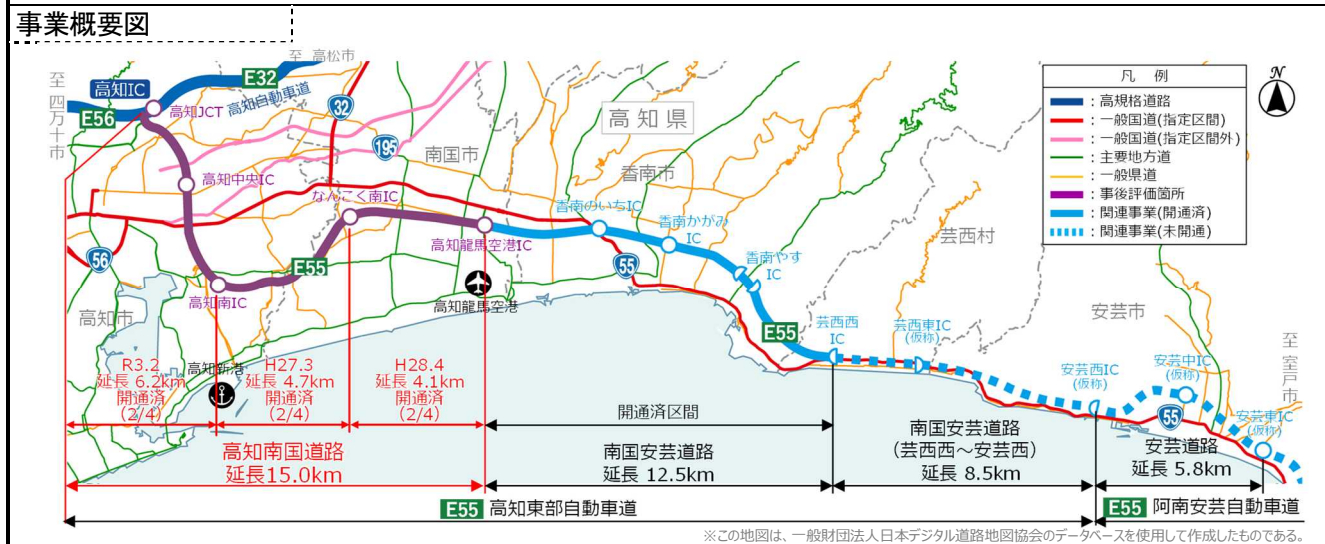 事業概要図
至 高松市
至四万十市
高知IC
E32
E56
高知JCT
高知自動車道
32
195
高知県
南国市
香南市
高知中央IC
なんこく南IC
香南のいちIC
香南かがみ
IC
高知龍馬空港IC
香南やす
IC
芸西村
56
55
E55
高知南IC
高知龍馬空港
高知市
E55
芸西西
IC
芸西東IC
(仮称)
安芸市
安芸西IC
(仮称)
安芸中IC
(仮称)
55
安芸東IC
(仮称)
至室戸市
凡 例
:高規格道路
:一般国道(指定区間)
:一般国道(指定区間外)
:主要地方道
:一般県道
:事後評価箇所
:関連事業(開通済)
:関連事業(未開通)
N
高知新港
R3.2
延長 6.2km
開通済
(2/4)
H27.3
延長 4.7km
開通済
(2/4)
H28.4
延長 4.1km
開通済
(2/4)
開通済区間
高知南国道路
延長15.0km
南国安芸道路
延長 12.5km
南国安芸道路
(芸西西~安芸西)
延長 8.5km
安芸道路
延長 5.8km
E55 高知東部自動車道
E55 阿南安芸自動車道
※この地図は、一般財団法人日本デジタル道路地図協会のデータベースを使用して作成したものである。